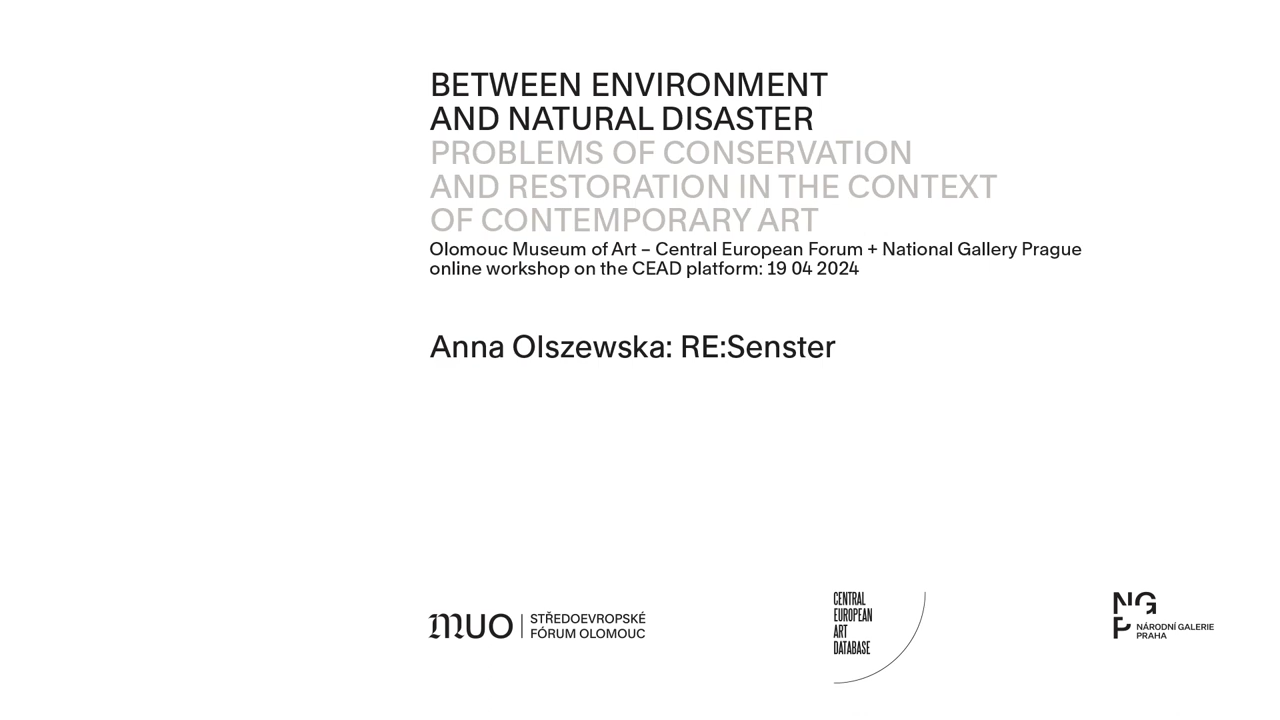 BETWEEN ENVIRONMENT
AND NATURAL DISASTER
PROBLEMS OF CONSERVATION
AND RESTORATION IN THE CONTEXT
OF CONTEMPORARY ART
Olomouc Museum of Art – Central European Forum + National Gallery Prague
online workshop on the CEAD platform: 19 04 2024
Anna Olszewska: RE:Senster
MUO | STŘEDOEVROPSKÉ
FÓRUM OLOMOUC
CENTRAL
EUROPEAN
ART
DATABASE
NG
P NÁRODNÍ GALERIE
PRAHA